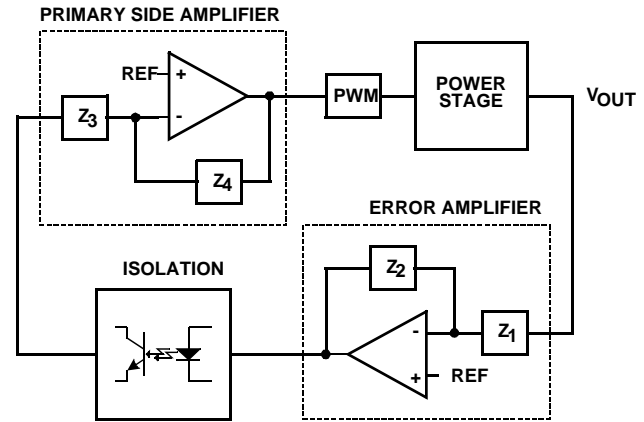 PRIMARY SIDE AMPLIFIER
REF
+
-
Z3
Z4
PWM
POWER
STAGE
VOUT
ERROR AMPLIFIER
ISOLATION
Z2
-
Z1
+
REF